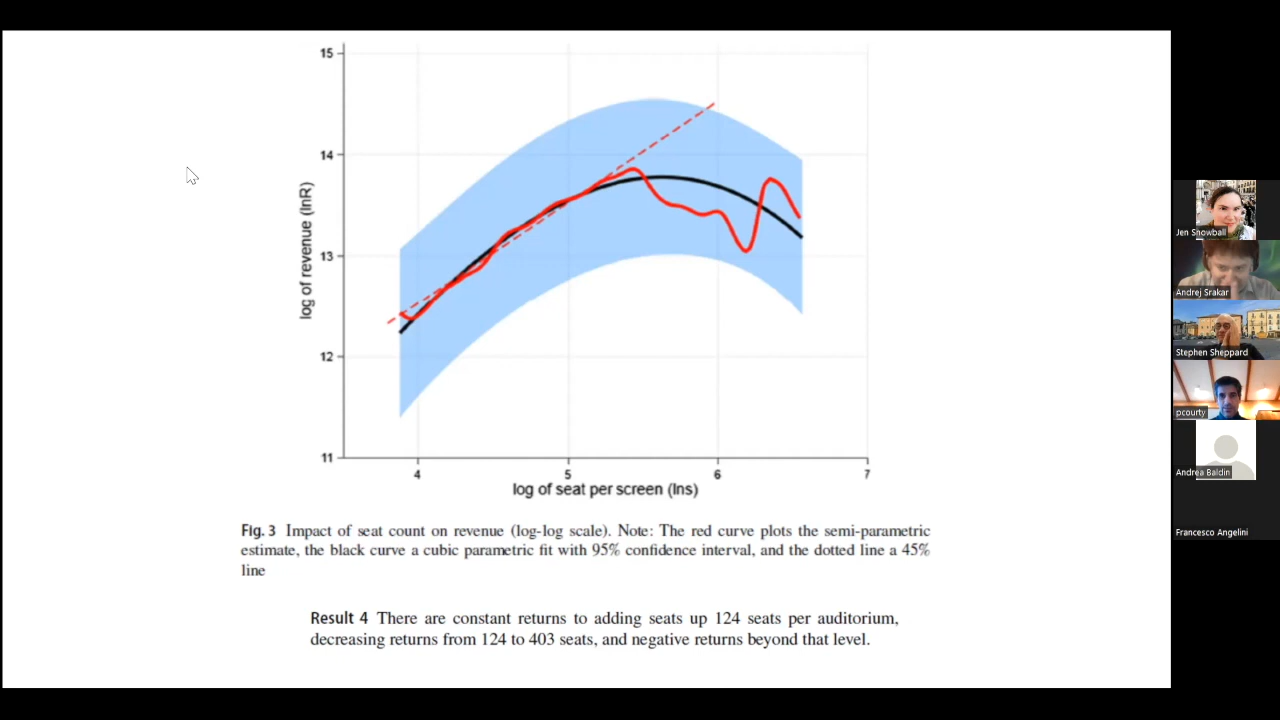 15
14
13
12
11
log of revenue (lnR)
4
5
6
7
log of seat per screen (lns)
Fig. 3 Impact of seat count on revenue (log-log scale). Note: The red curve plots the semi-parametric
estimate, the black curve a cubic parametric fit with 95% confidence interval, and the dotted line a 45%
line
Result 4 There are constant returns to adding seats up 124 seats per auditorium,
decreasing returns from 124 to 403 seats, and negative returns beyond that level.
Jen Snowball
Andrej Srakar
Stephen Sheppard
pcourty
Andrea Baldin
Francesco Angelini